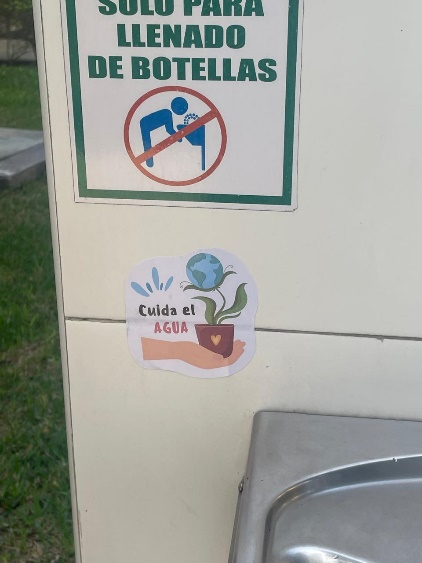 SOLO PARA
LLENADO
DE BOTELLAS
Cuida el
AGUA